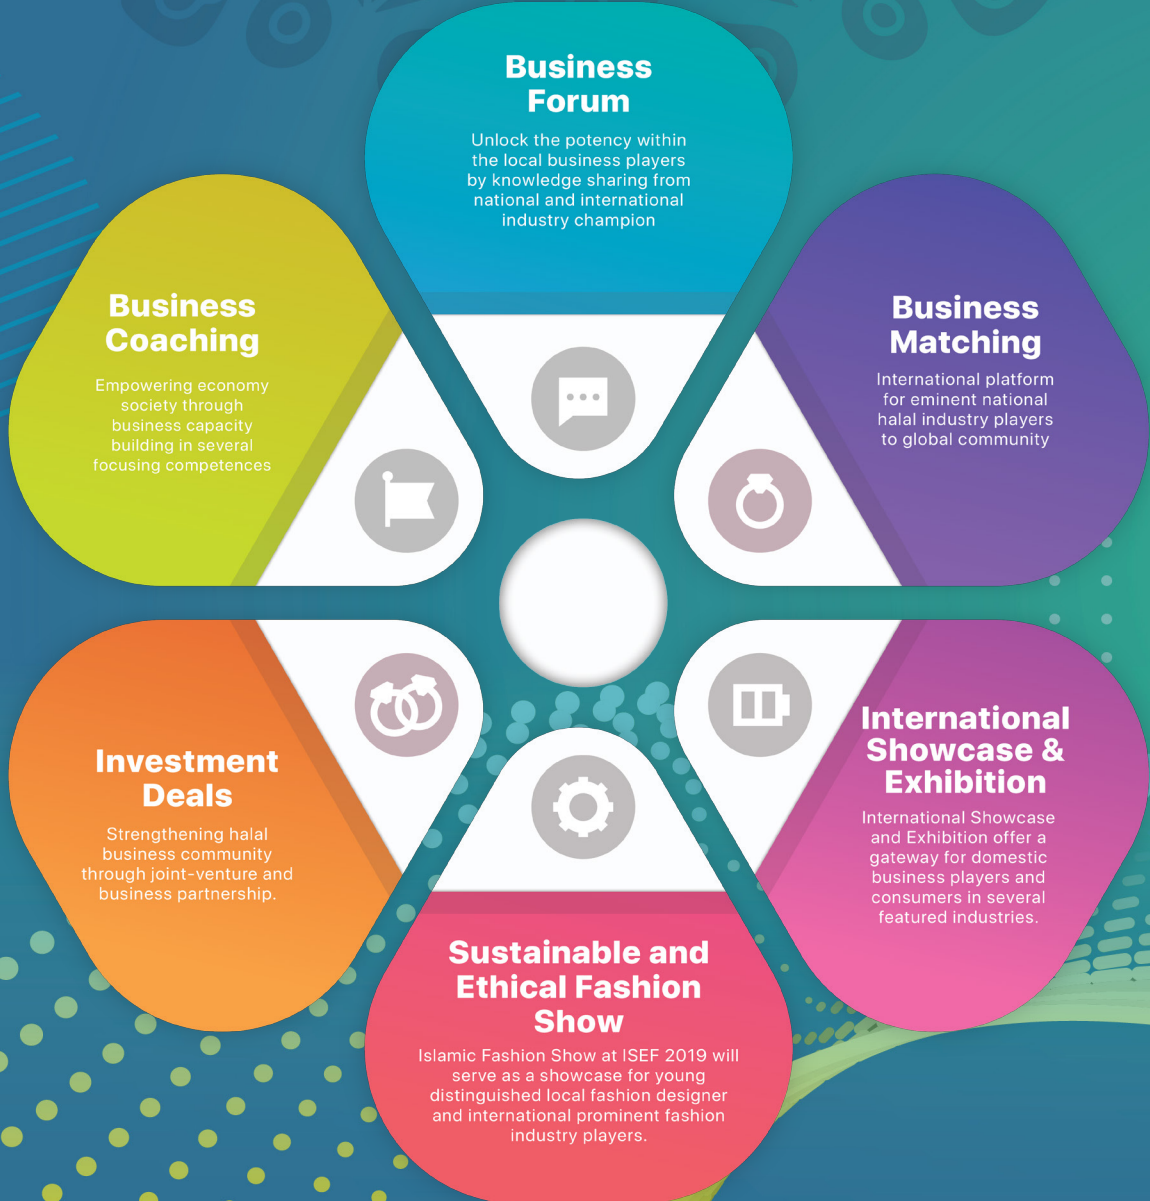 Business
Forum
Unlock the potency within
the local business players
by knowledge sharing from
national and international
industry champion
Business
Coaching
Empowering economy
society through
business capacity
building in several
focusing competences
Business
Matching
International platform
for eminent national
halal industry players
to global community
Investment
Deals
Strengthening halal
business community
through joint-venture and
business partnership.
International
Showcase &
Exhibition
International Showcase
and Exhibition offer a
gateway for domestic
business players and
consumers in several
featured industries.
Sustainable and
Ethical Fashion
Show
Islamic Fashion Show at ISEF 2019 will
serve as a showcase for young
distinguished local fashion designer
and international prominent fashion
industry players.